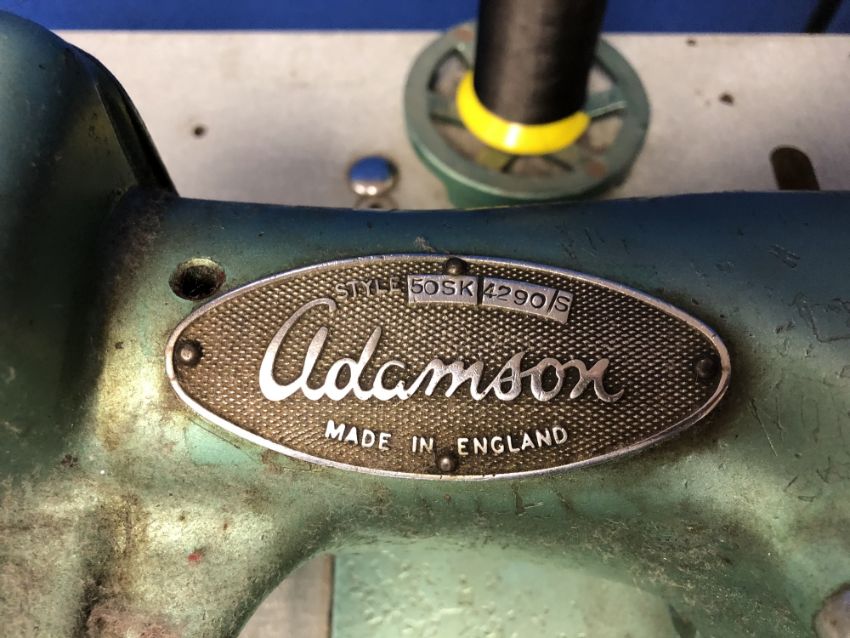 STYLE 50SK 4290/S
Adamson
MADE IN ENGLAND